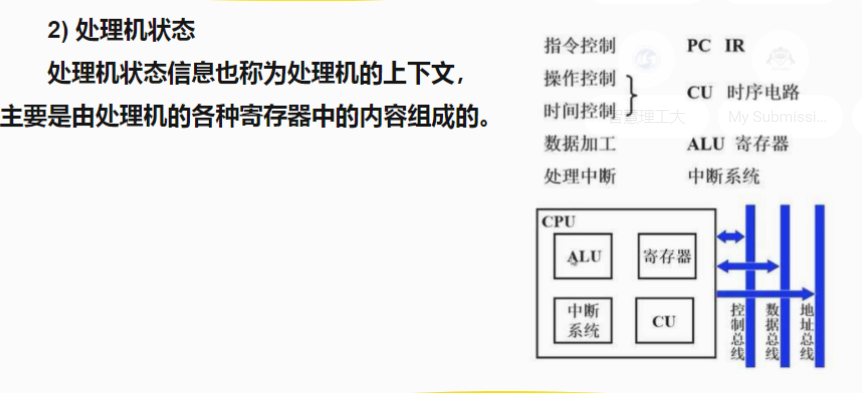 2) 处理机状态
处理机状态信息也称为处理机的上下文，
主要是由处理机的各种寄存器中的内容组成的。
指令控制 PC IR
操作控制
时间控制
CU 时序电路
数据加工 ALU 寄存器
处理中断 中断系统
理工大
My Submissi...
CPU
ALU
寄存器
中断
系统
CU
控制总线
数据总线
地址总线